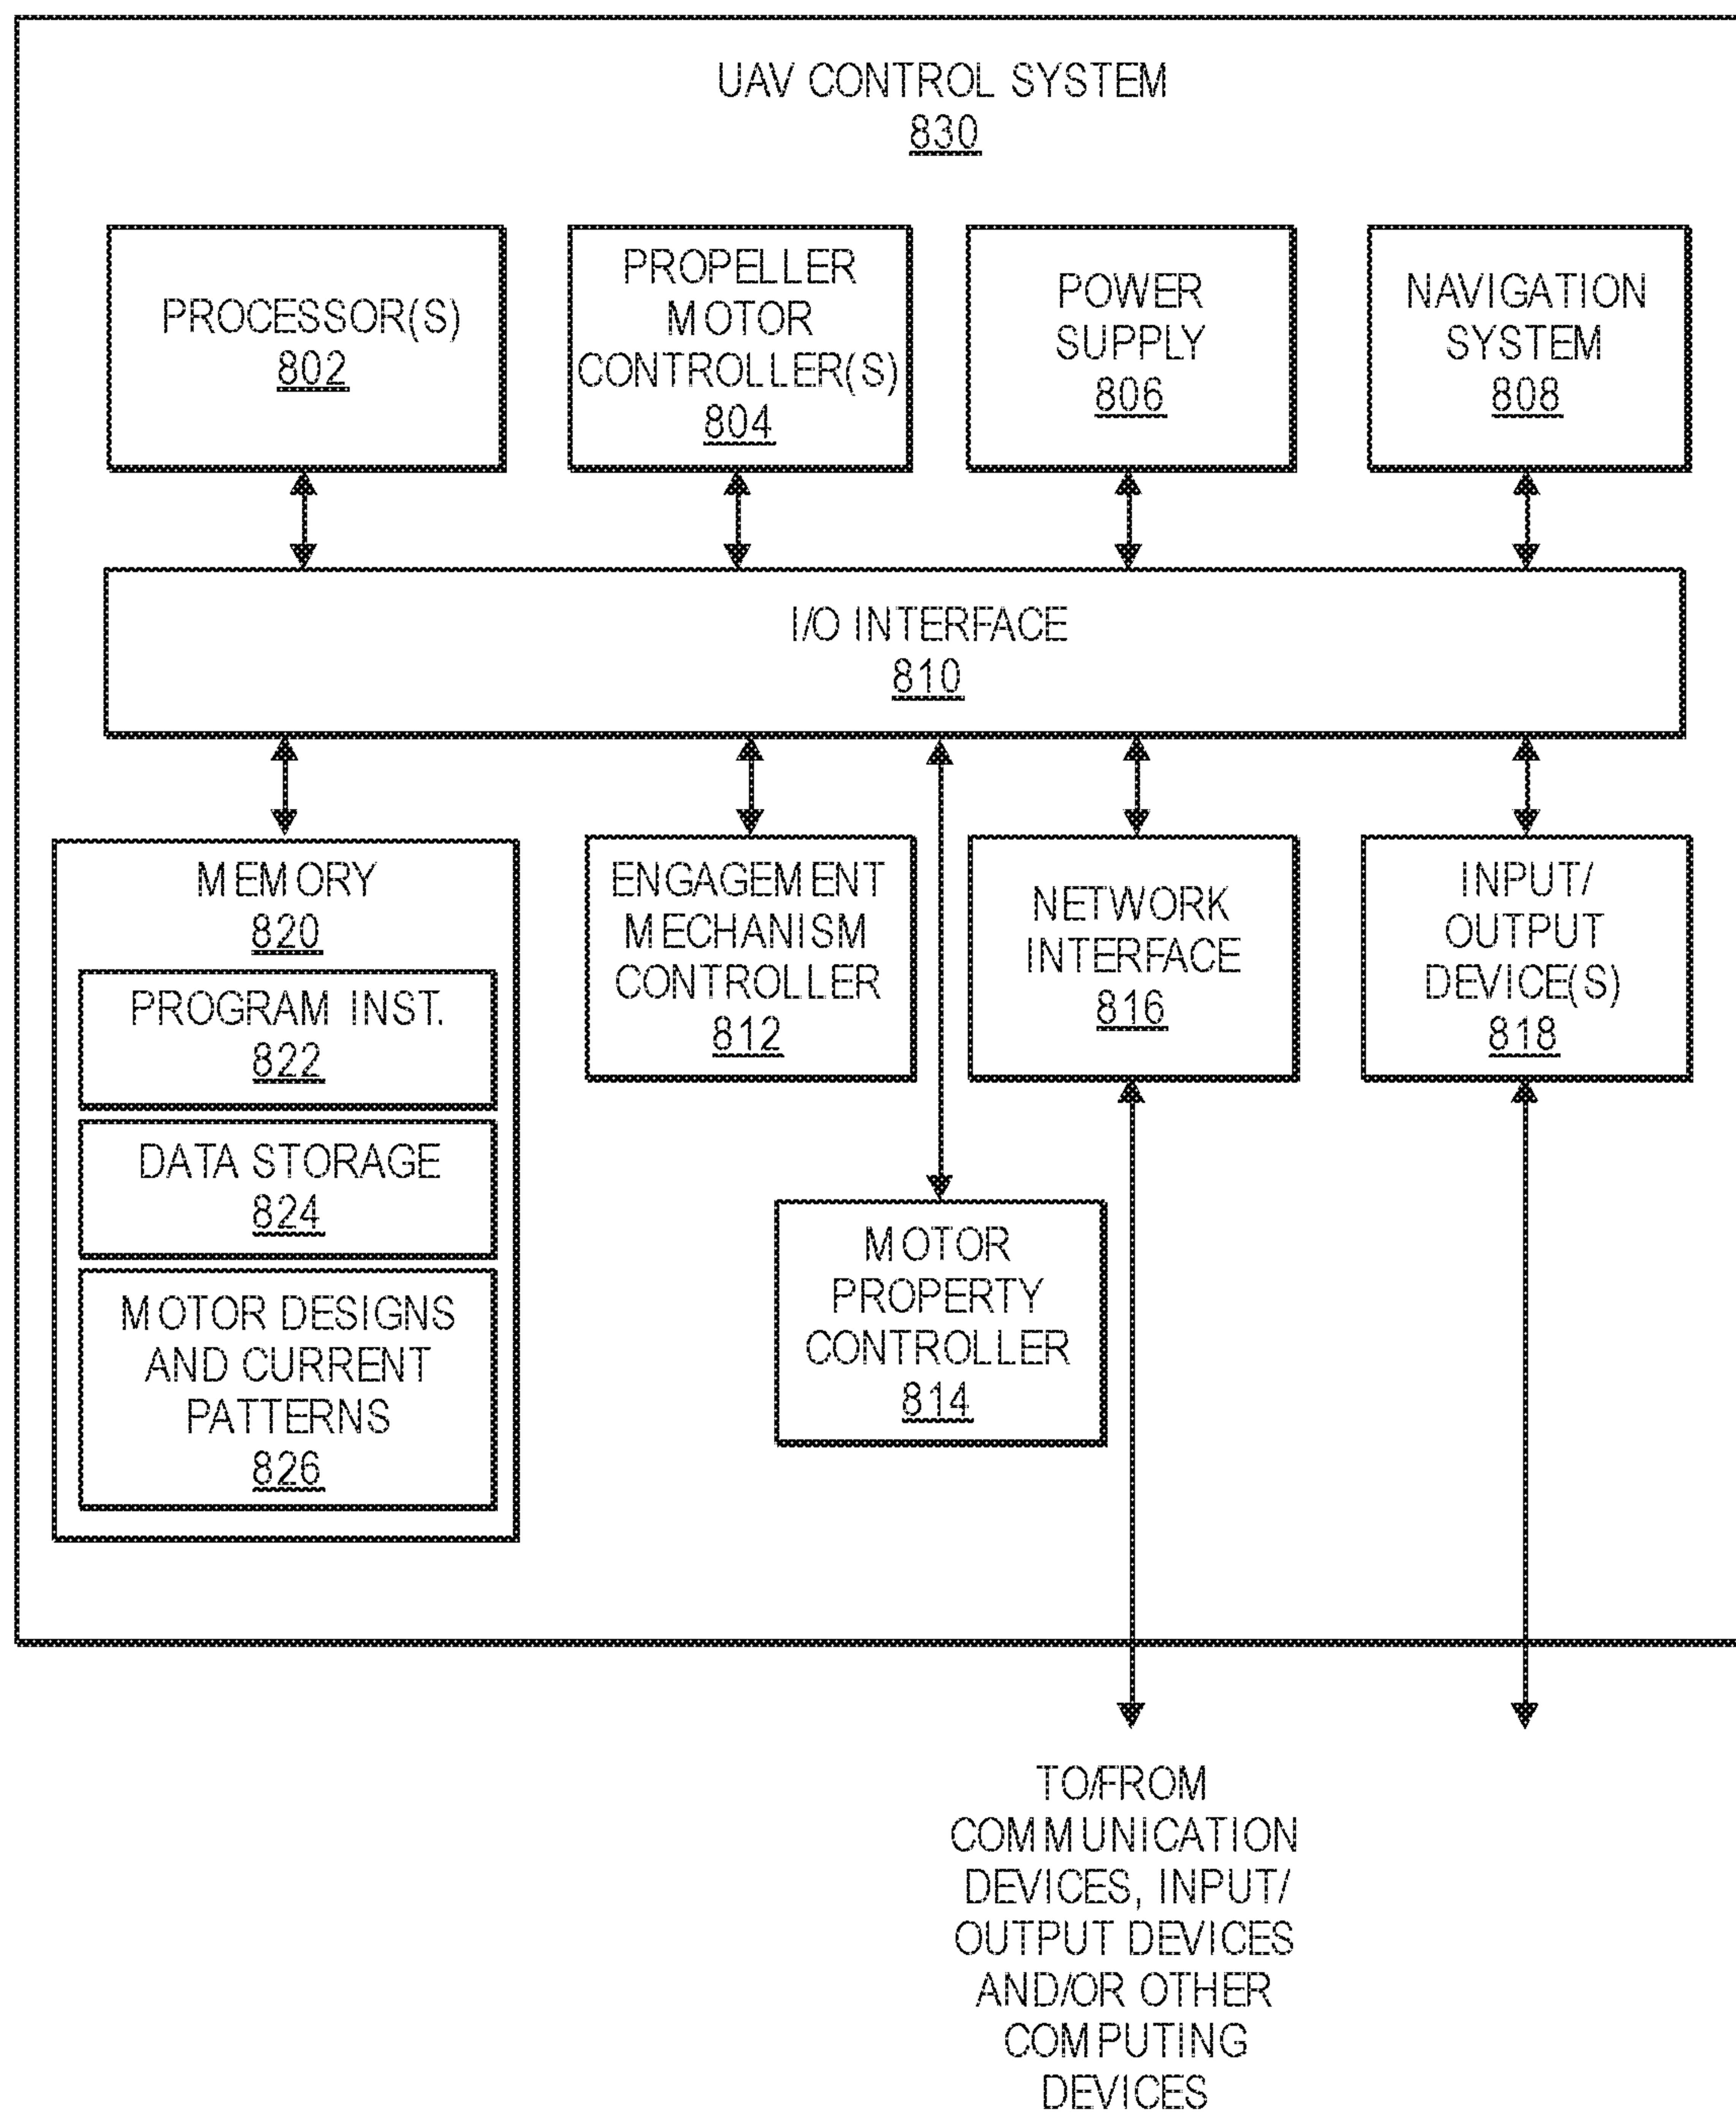 UAV CONTROL SYSTEM
830
PROCESSOR(S)
802
PROPELLER
MOTOR
CONTROLLER(S)
804
POWER
SUPPLY
806
NAVIGATION
SYSTEM
808
I/O INTERFACE
810
MEMORY
820
PROGRAM INST.
822
DATA STORAGE
824
MOTOR DESIGNS
AND CURRENT
PATTERNS
826
ENGAGEMENT
MECHANISM
CONTROLLER
812
MOTOR
PROPERTY
CONTROLLER
814
NETWORK
INTERFACE
816
INPUT/
OUTPUT
DEVICE(S)
818
TO/FROM
COMMUNICATION
DEVICES, INPUT/
OUTPUT DEVICES
AND/OR OTHER
COMPUTING
DEVICES